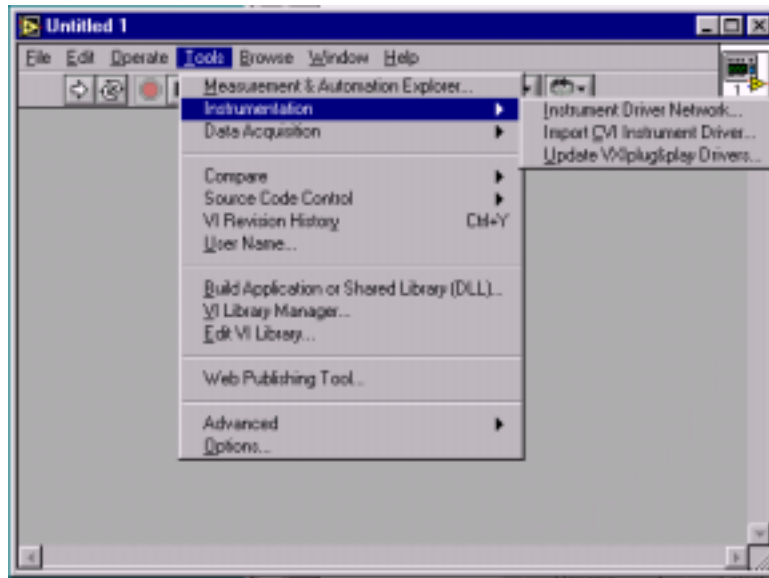 Untitled 1
File Edit Operate Tools Browse Window Help
Measurement & Automation Explorer...
Instrumentation
Data Acquisition
Compare
Source Code Control
VI Revision History Ctrl+Y
User Name...
Build Application or Shared Library (DLL)...
VI Library Manager...
Edit VI Library...
Web Publishing Tool...
Advanced
Options...
Instrument Driver Network...
Import CVI Instrument Driver...
Update VXIplug&play Drivers...
1